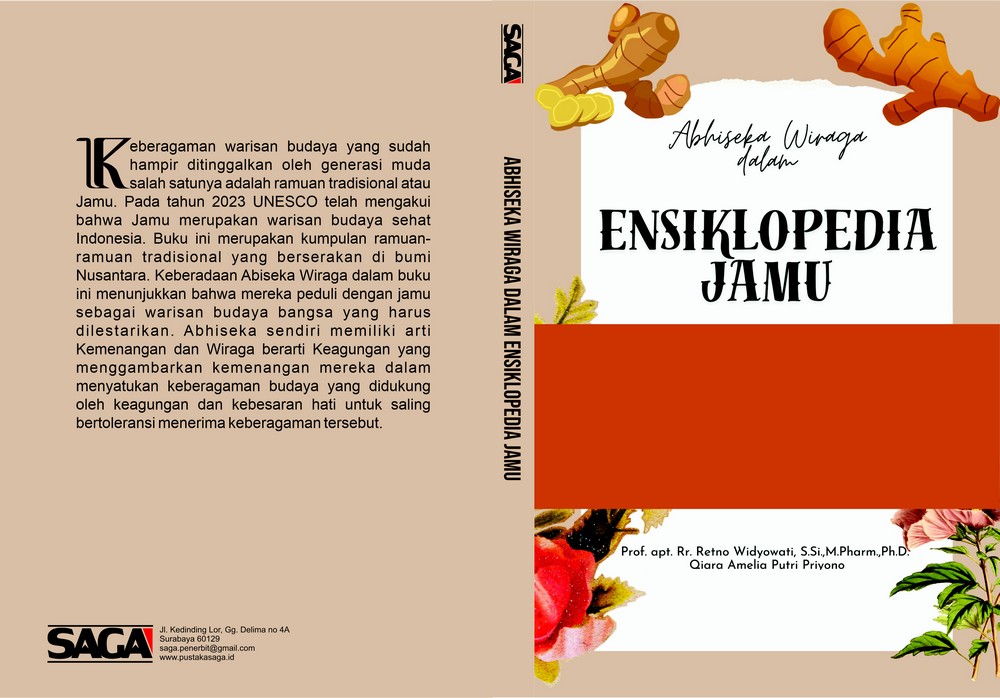 Keberagaman warisan budaya yang sudah
hampir ditinggalkan oleh generasi muda
salah satunya adalah ramuan tradisional atau
Jamu. Pada tahun 2023 UNESCO telah mengakui
bahwa Jamu merupakan warisan budaya sehat
Indonesia. Buku ini merupakan kumpulan ramuan-
ramuan tradisional yang berserakan di bumi
Nusantara. Keberadaan Abiseka Wiraga dalam buku
ini menunjukkan bahwa mereka peduli dengan jamu
sebagai warisan budaya bangsa yang harus
dilestarikan. Abhiseka sendiri memiliki arti
Kemenangan dan Wiraga berarti Keagungan yang
menggambarkan kemenangan mereka dalam
menyatukan keberagaman budaya yang didukung
oleh keagungan dan kebesaran hati untuk saling
bertoleransi menerima keberagaman tersebut.
SAGA
Jl. Kedinding Lor, Gg. Delima no 4A
Surabaya 60129
saga.penerbit@gmail.com
www.pustakasaga.id
SAGA
ABHISEKA WIRAGA DALAM ENSIKLOPEDIA JAMU
Abhiseka Wiraga
dalam
ENSIKLOPEDIA
JAMU
Prof. apt. Rr. Retno Widyowati, S.Si.,M.Pharm.,Ph.D.
Qiara Amelia Putri Priyono